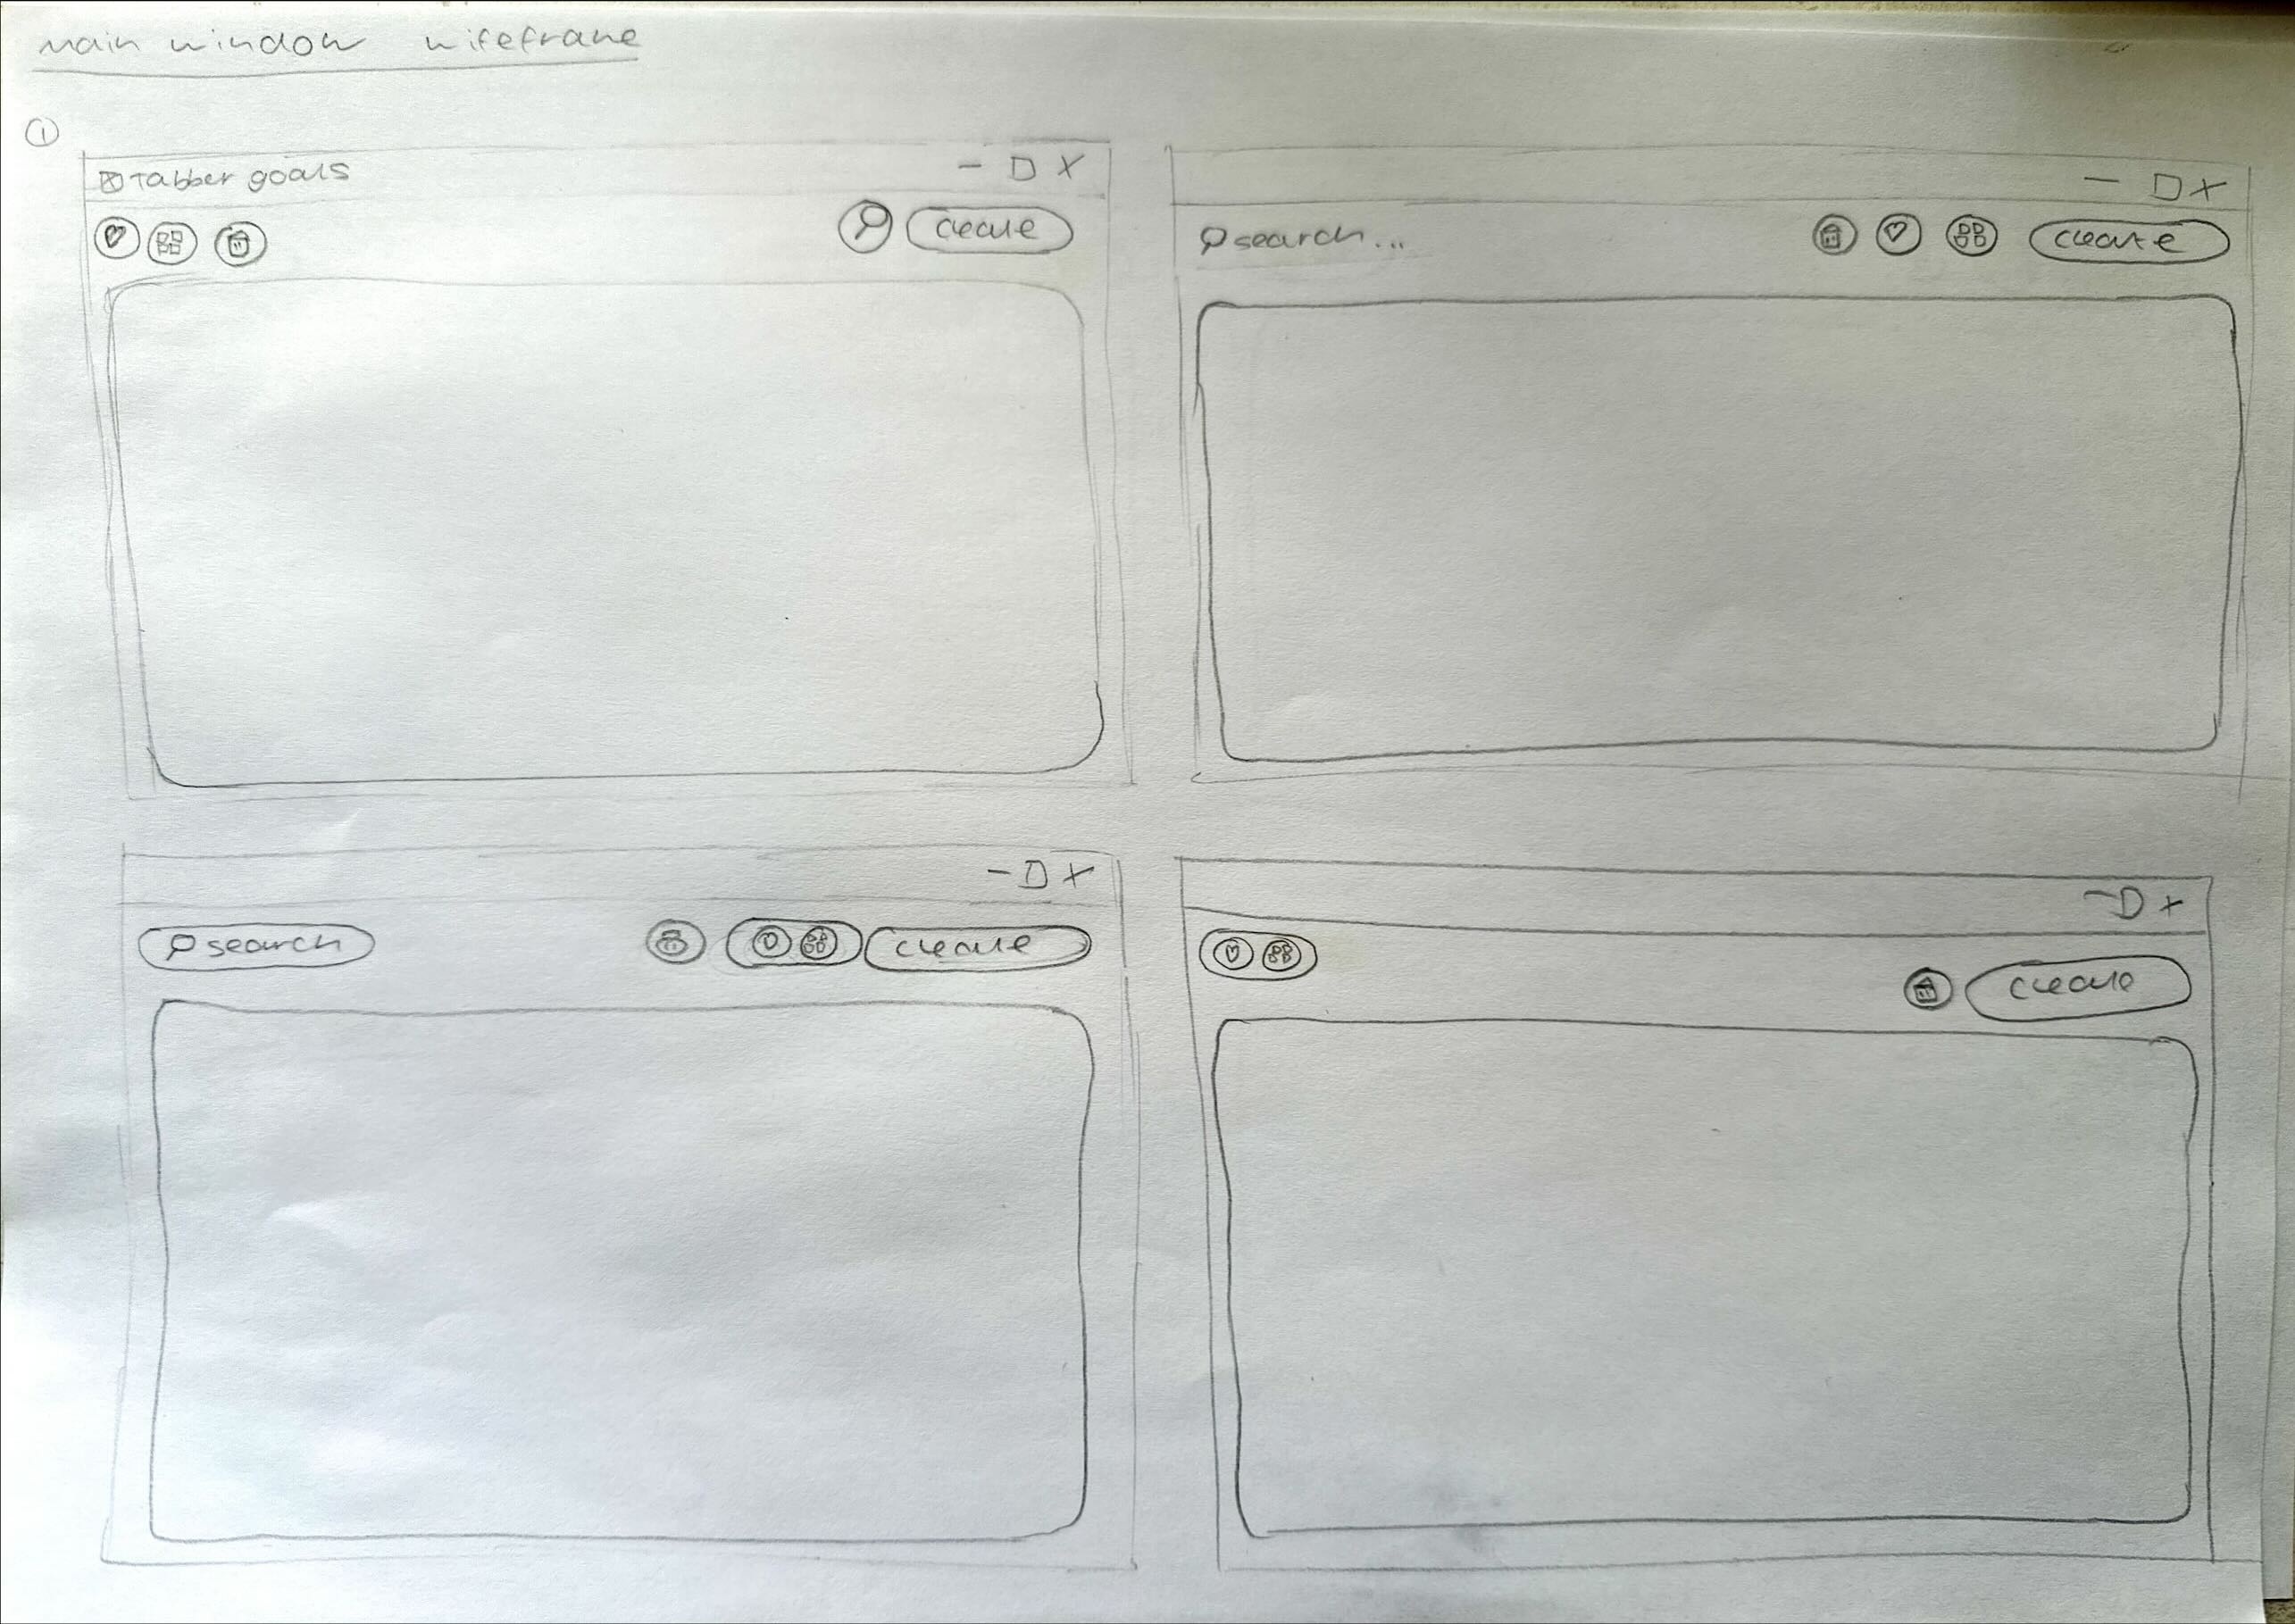 main window wireframe
1
Tabber goals
create
search...
create
search
create
create